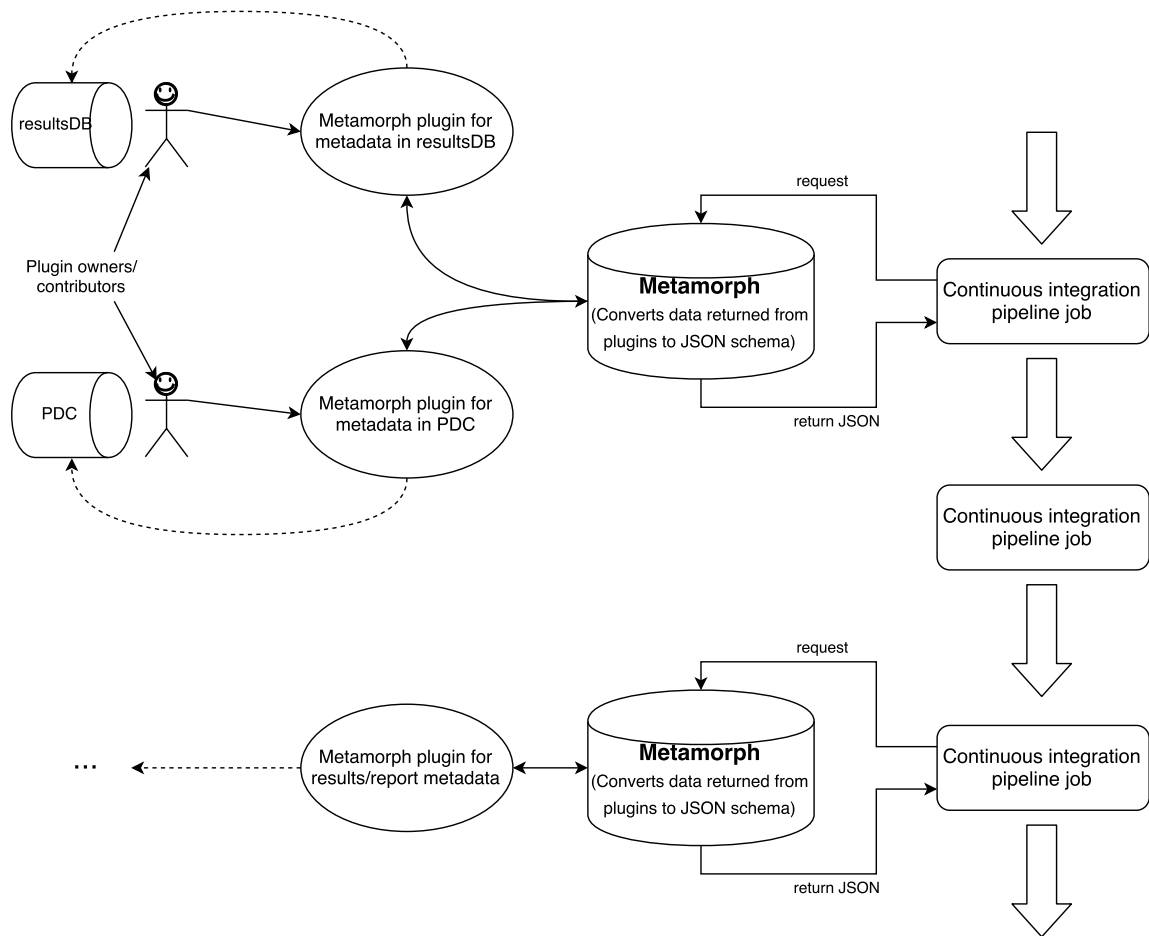 resultsDB
Metamorph plugin for
metadata in resultsDB
Plugin owners/
contributors
PDC
Metamorph plugin for
metadata in PDC
request
Metamorph
(Converts data returned from
plugins to JSON schema)
return JSON
Continuous integration
pipeline job
Continuous integration
pipeline job
...
Metamorph plugin for
results/report metadata
request
Metamorph
(Converts data returned from
plugins to JSON schema)
return JSON
Continuous integration
pipeline job